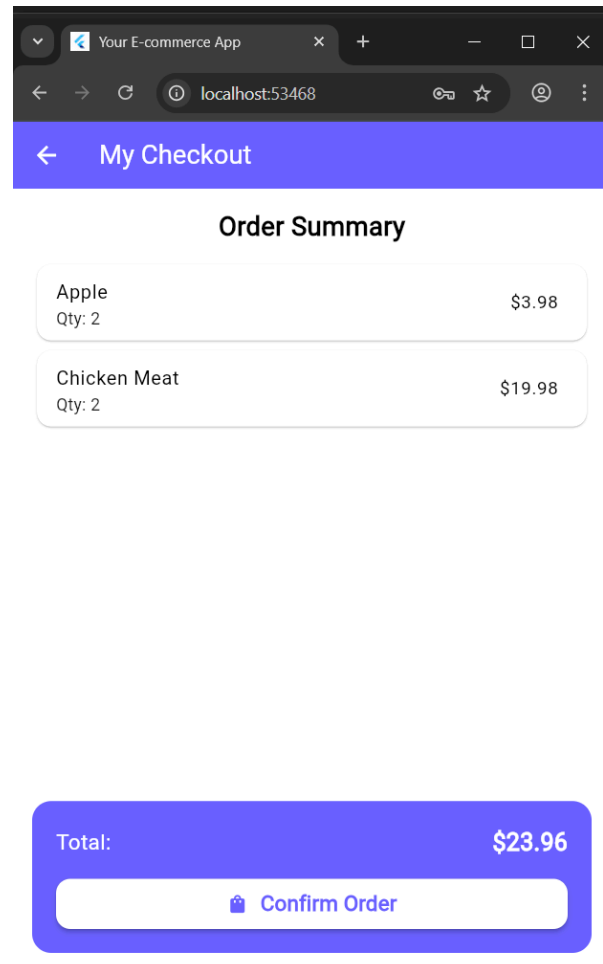 Your E-commerce App
localhost:53468
My Checkout
Order Summary
Apple
$3.98
Qty: 2
Chicken Meat
$19.98
Qty: 2
Total:
$23.96
Confirm Order